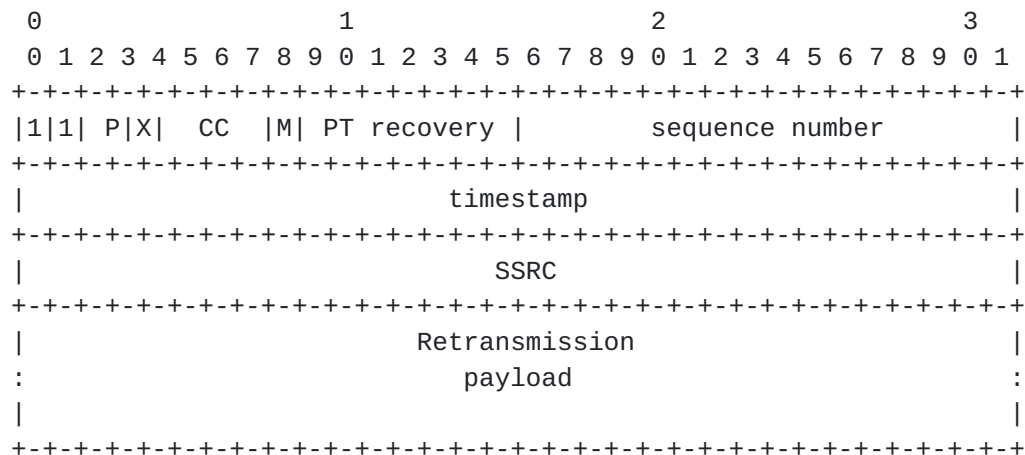 0                   1                   2                   3
 0 1 2 3 4 5 6 7 8 9 0 1 2 3 4 5 6 7 8 9 0 1 2 3 4 5 6 7 8 9 0 1
+-+-+-+-+-+-+-+-+-+-+-+-+-+-+-+-+-+-+-+-+-+-+-+-+-+-+-+-+-+-+-+-+
|1|1| P|X|  CC  |M| PT recovery |        sequence number        |
+-+-+-+-+-+-+-+-+-+-+-+-+-+-+-+-+-+-+-+-+-+-+-+-+-+-+-+-+-+-+-+-+
|                           timestamp                           |
+-+-+-+-+-+-+-+-+-+-+-+-+-+-+-+-+-+-+-+-+-+-+-+-+-+-+-+-+-+-+-+-+
|                              SSRC                             |
+-+-+-+-+-+-+-+-+-+-+-+-+-+-+-+-+-+-+-+-+-+-+-+-+-+-+-+-+-+-+-+-+
|                         Retransmission                        |
:                            payload                            :
|                                                               |
+-+-+-+-+-+-+-+-+-+-+-+-+-+-+-+-+-+-+-+-+-+-+-+-+-+-+-+-+-+-+-+-+